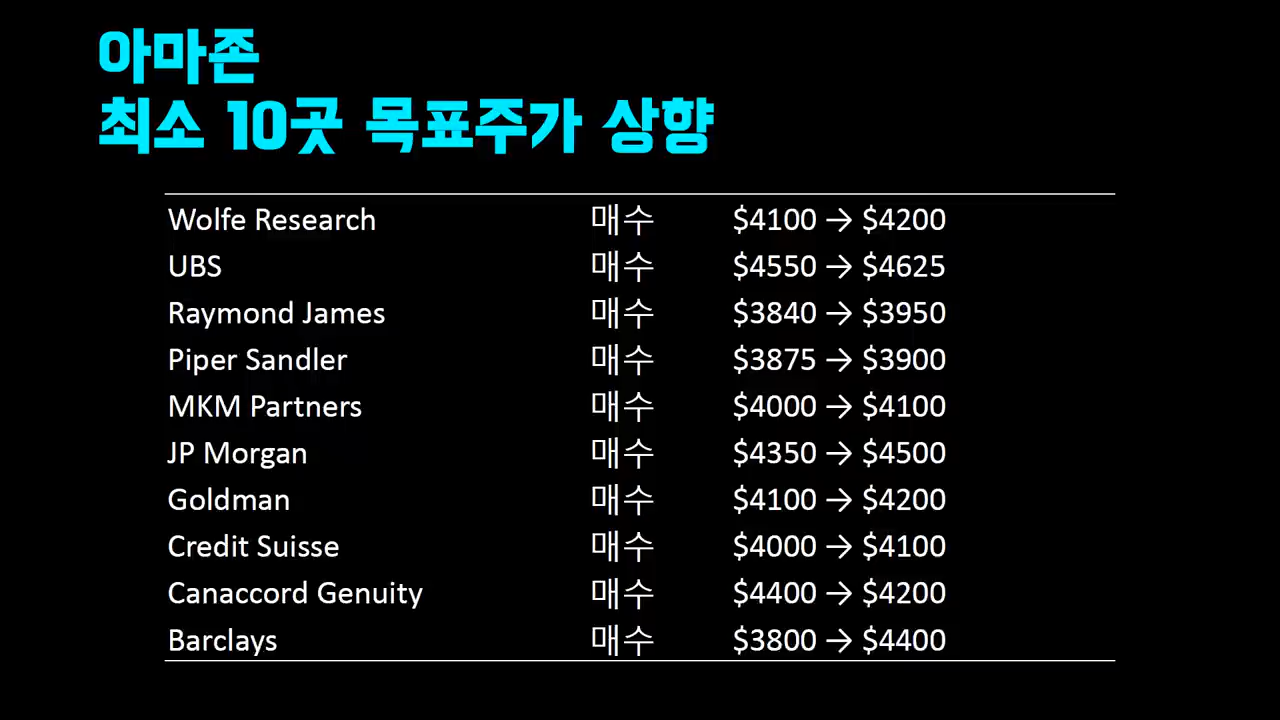 아마존
최소 10곳 목표주가 상향
Wolfe Research 매수 $4100 → $4200
UBS 매수 $4550 → $4625
Raymond James 매수 $3840 → $3950
Piper Sandler 매수 $3875 → $3900
MKM Partners 매수 $4000 → $4100
JP Morgan 매수 $4350 → $4500
Goldman 매수 $4100 → $4200
Credit Suisse 매수 $4000 → $4100
Canaccord Genuity 매수 $4400 → $4200
Barclays 매수 $3800 → $4400